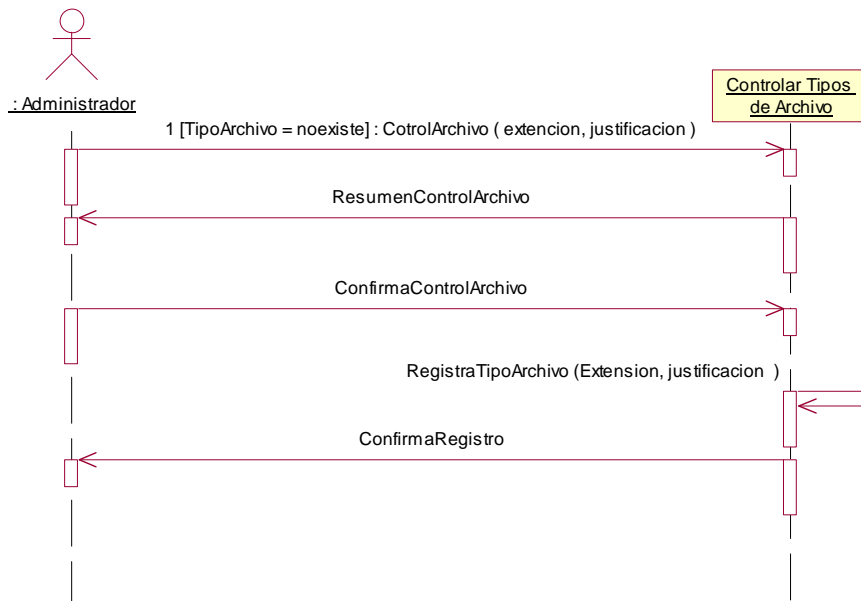 : Administrador
Controlar Tipos
de Archivo
1 [TipoArchivo = noexiste] : CotrolArchivo ( extencion, justificacion )
ResumenControlArchivo
ConfirmaControlArchivo
RegistraTipoArchivo (Extension, justificacion )
ConfirmaRegistro